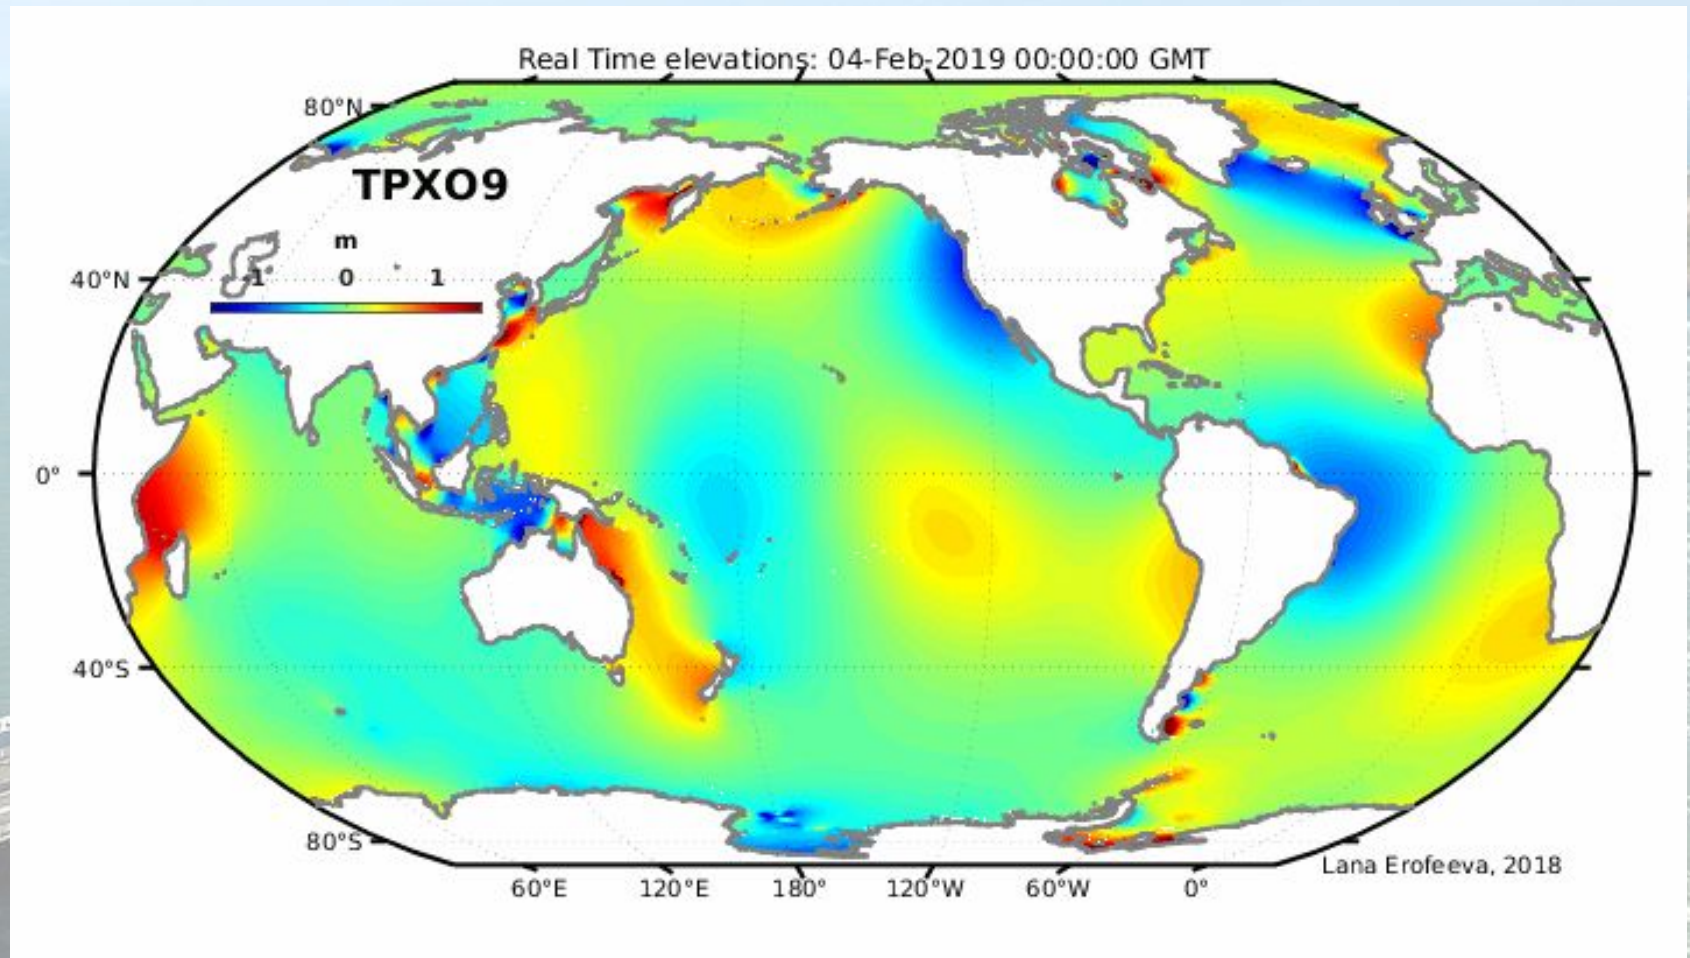 Real Time elevations: 04-Feb-2019 00:00:00 GMT
80°N
TPXO9
m
-1 0 1
40°N
0°
40°S
80°S
Lana Erofeeva, 2018
60°E 120°E 180° 120°W 60°W 0°